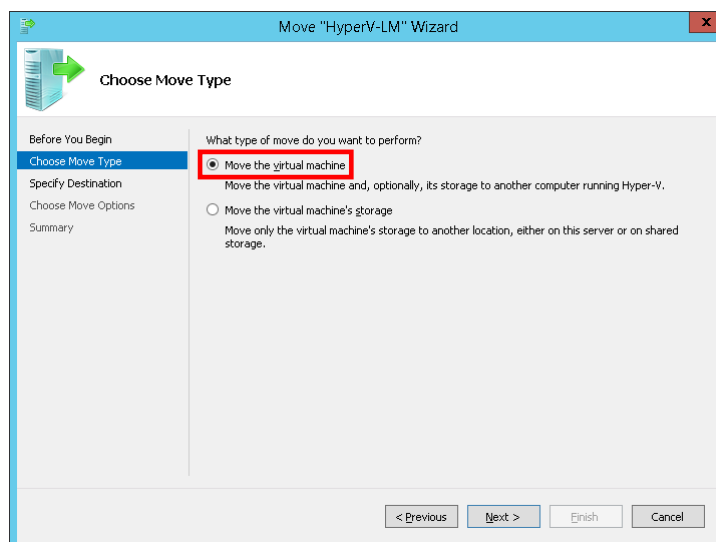 Move "HyperV-LM" Wizard
x
Choose Move Type
Before You Begin
Choose Move Type
Specify Destination
Choose Move Options
Summary
What type of move do you want to perform?
Move the virtual machine
Move the virtual machine and, optionally, its storage to another computer running Hyper-V.
Move the virtual machine's storage
Move only the virtual machine's storage to another location, either on this server or on shared
storage.
< Previous
Next >
Finish
Cancel